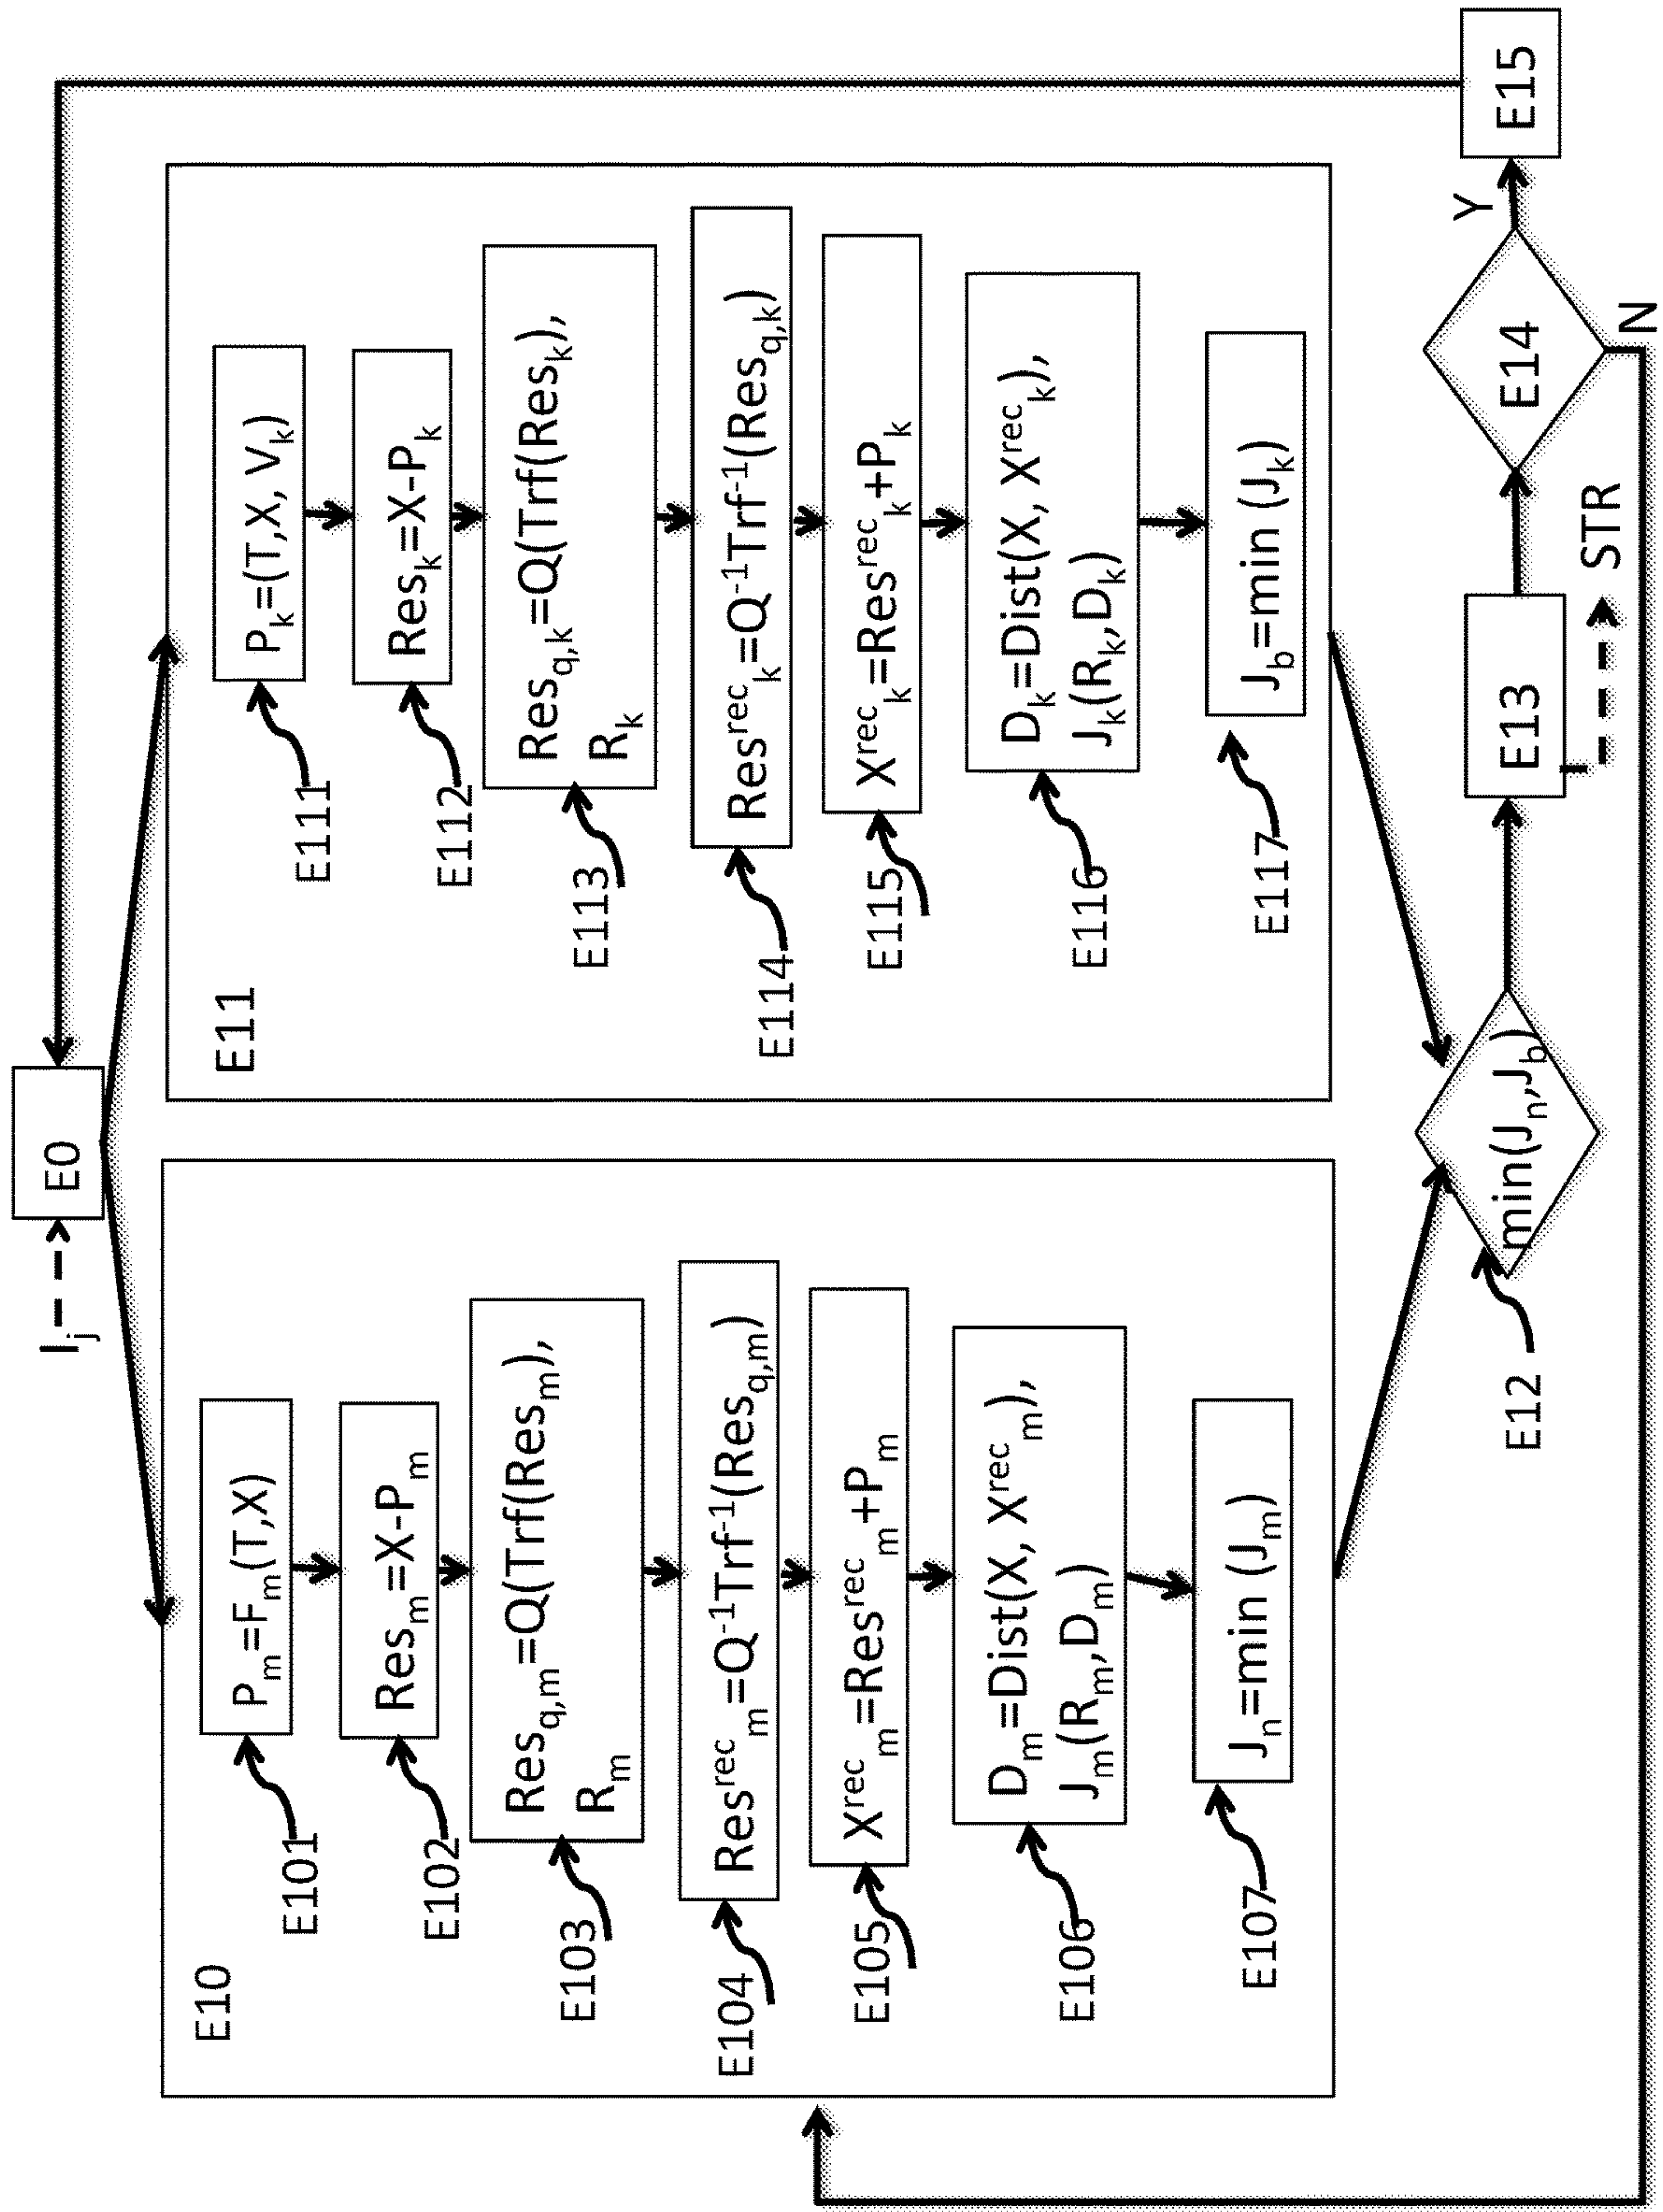 I_j
E0
E10
E101
P_m=F_m(T,X)
E102
Res_m=X-P_m
E103
Res_q,m=Q(Trf(Res_m),
R_m
E104
Res^rec_m=Q^-1Trf^-1(Res_q,m)
E105
X^rec_m=Res^rec_m+P_m
E106
D_m=Dist(X, X^rec_m),
J_m(R_m,D_m)
E107
J_n=min (J_m)
E11
E111
P_k=(T,X, V_k)
E112
Res_k=X-P_k
E113
Res_q,k=Q(Trf(Res_k),
R_k
E114
Res^rec_k=Q^-1Trf^-1(Res_q,k)
E115
X^rec_k=Res^rec_k+P_k
E116
D_k=Dist(X, X^rec_k),
J_k(R_k,D_k)
E117
J_b=min (J_k)
E12
min(J_n,J_b)
E13
STR
E14
Y
N
E15